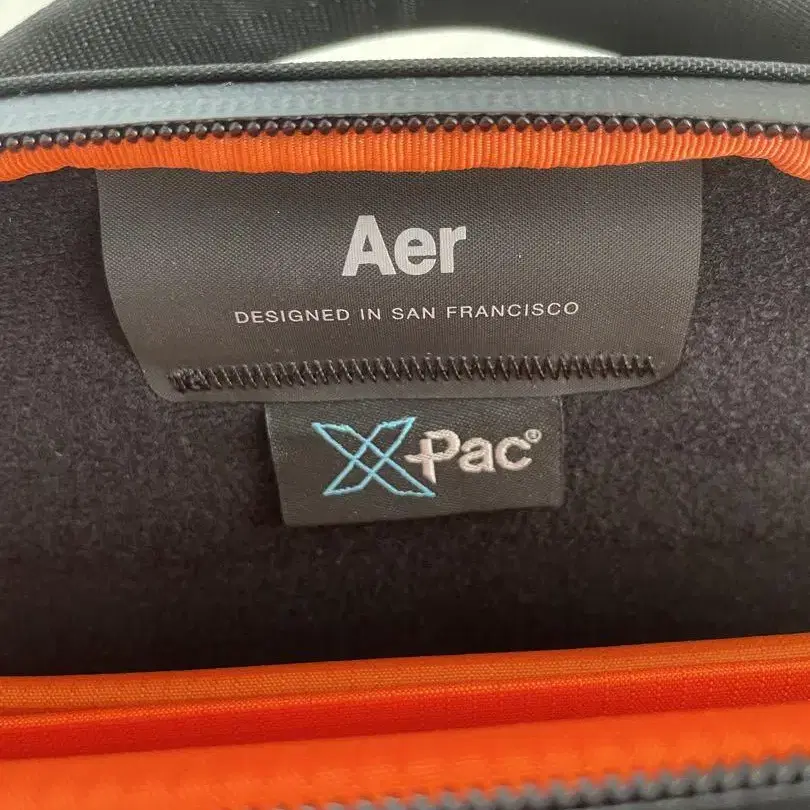 Aer
DESIGNED IN SAN FRANCISCO
X-Pac®